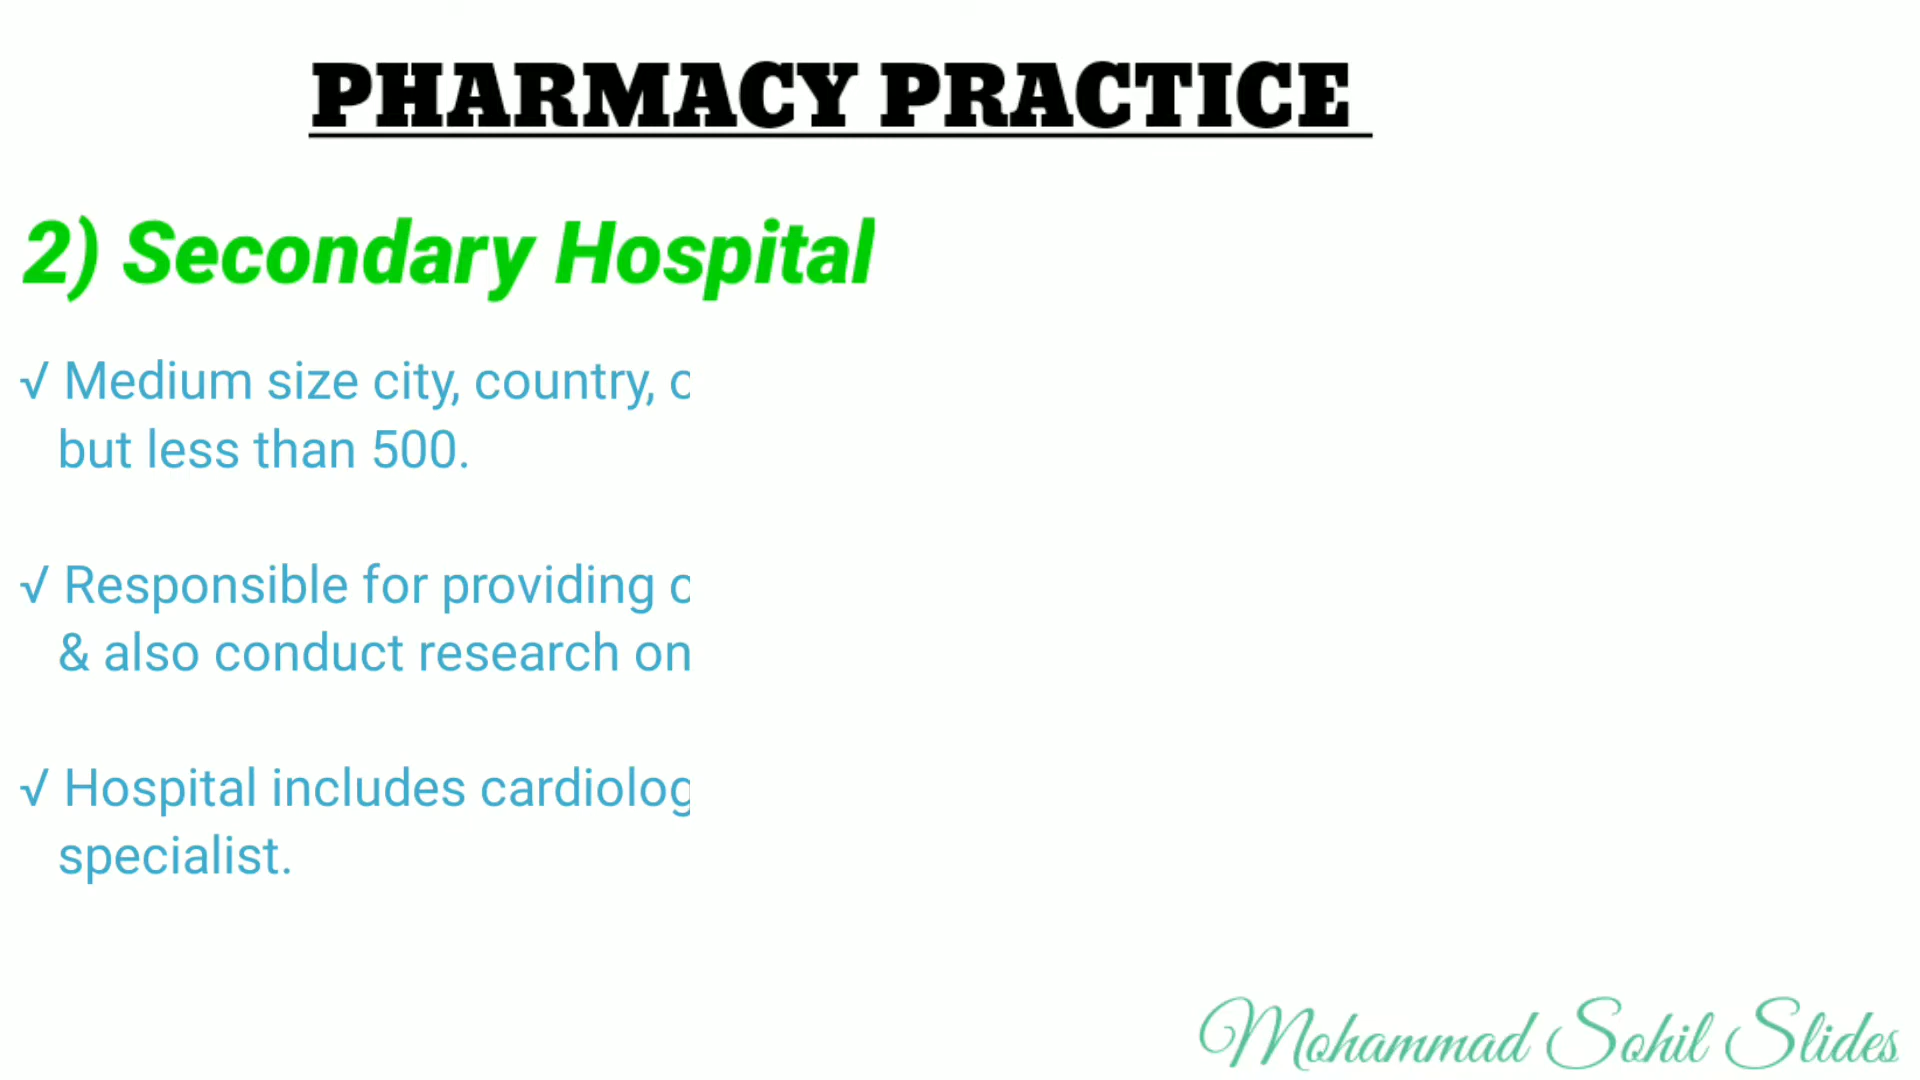 PHARMACY PRACTICE
2) Secondary Hospital
√ Medium size city, country,
but less than 500.
√ Responsible for providing
& also conduct research on
√ Hospital includes
specialist.
Mohammad Sohil Slides